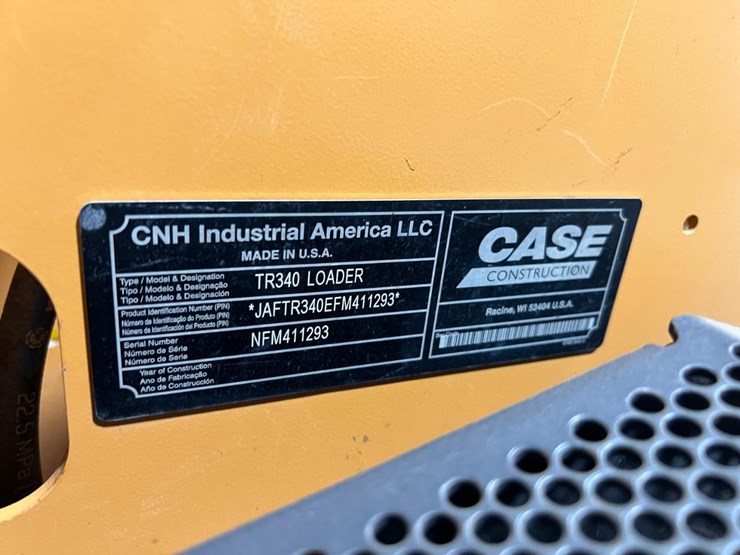 CNH Industrial America LLC
MADE IN U.S.A.
Type / Model & Designation
Tipo / Modelo & Designação
Tipo / Modelo & Designación
TR340 LOADER
Product Identification Number (PIN)
Número de Identificação do Produto (PIN)
Número de Identificación del Producto (PIN)
*JAFTR340EFM411293*
Serial Number
Número de Série
Número de Serie
NFM411293
Year of Construction
Ano de Fabricação
Año de Construcción
CASE
CONSTRUCTION
Racine, WI 53404 U.S.A.
22.5 MPa